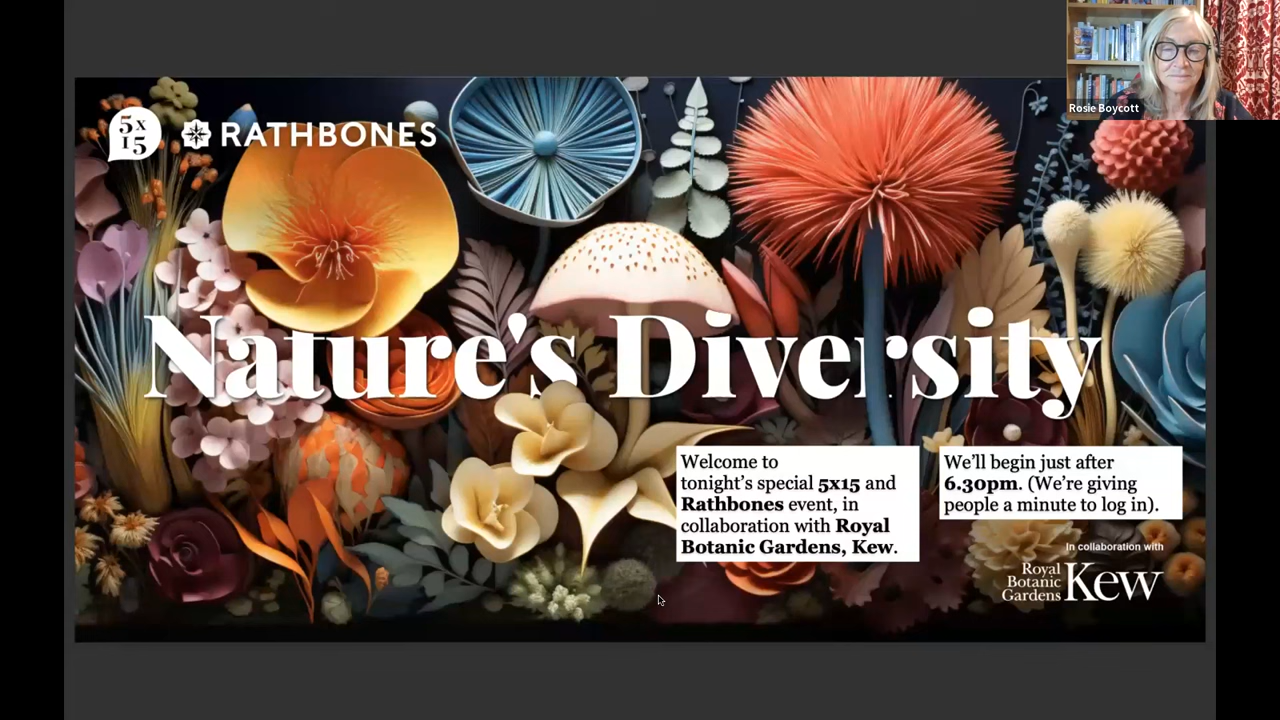 Rosie Boycott
5x
15
RATHBONES
Nature's Diversity
Welcome to
tonight's special 5x15 and
Rathbones event, in
collaboration with Royal
Botanic Gardens, Kew.
We'll begin just after
6.30pm. (We're giving
people a minute to log in).
In collaboration with
Royal
Botanic
Gardens
Kew